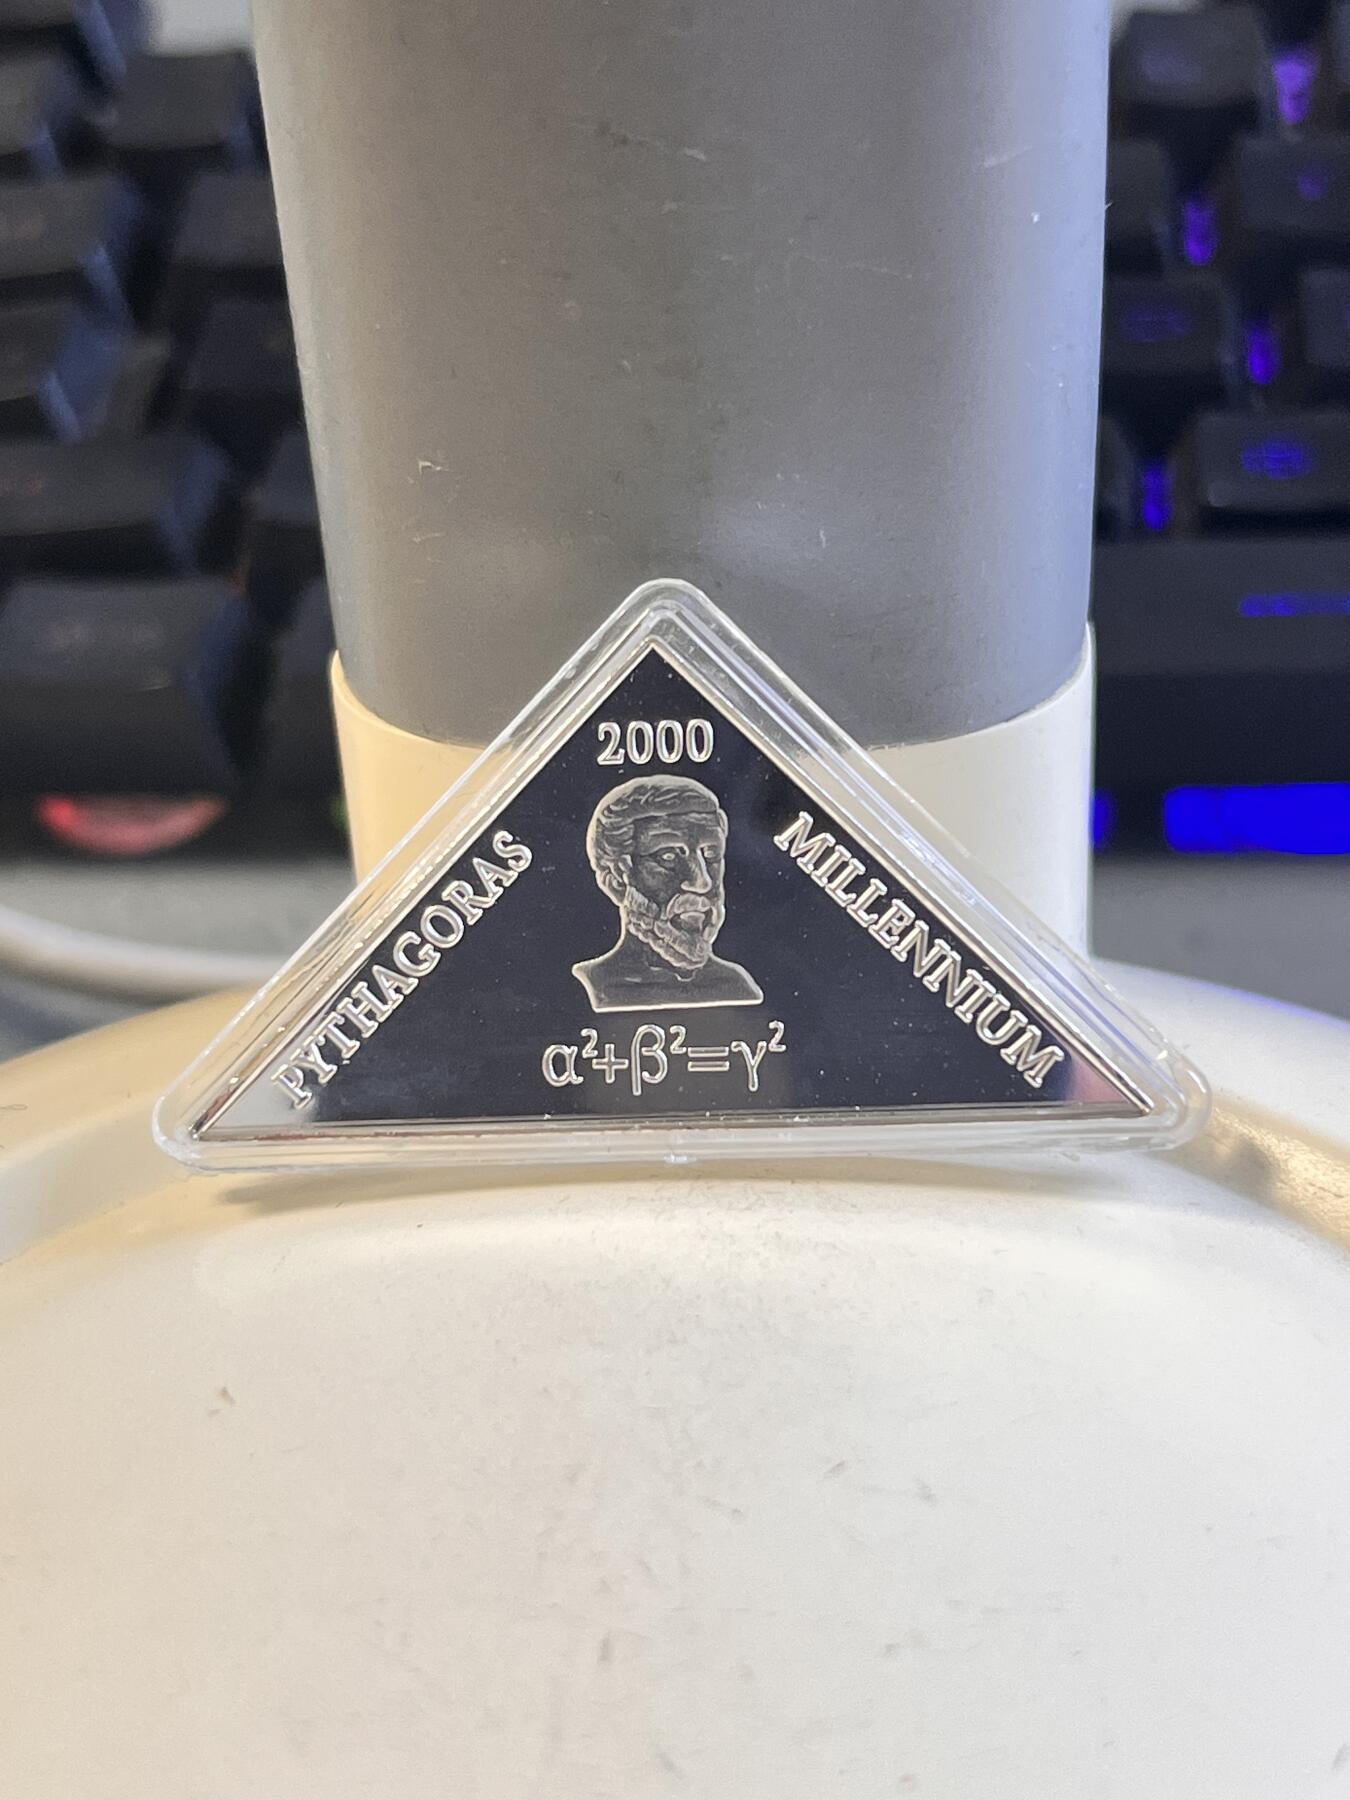 2000
PYTHAGORAS
MILLENNIUM
α²+β²=γ²